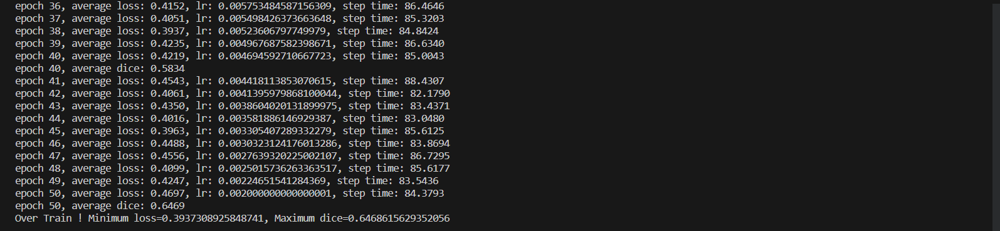 epoch 36, average loss: 0.4152, lr: 0.005753484587156309, step time: 86.4646
epoch 37, average loss: 0.4051, lr: 0.005498426373663648, step time: 85.3203
epoch 38, average loss: 0.3937, lr: 0.00523606797749979, step time: 84.8424
epoch 39, average loss: 0.4235, lr: 0.004967687582398671, step time: 86.6340
epoch 40, average loss: 0.4219, lr: 0.004694592710667723, step time: 85.0043
epoch 40, average dice: 0.5834
epoch 41, average loss: 0.4543, lr: 0.004418113853070615, step time: 88.4307
epoch 42, average loss: 0.4061, lr: 0.0041395979868100044, step time: 82.1790
epoch 43, average loss: 0.4350, lr: 0.0038604020131899975, step time: 83.4371
epoch 44, average loss: 0.4016, lr: 0.003581886146929387, step time: 83.0480
epoch 45, average loss: 0.3963, lr: 0.003305407289332279, step time: 85.6125
epoch 46, average loss: 0.4488, lr: 0.0030323124176013286, step time: 83.8694
epoch 47, average loss: 0.4556, lr: 0.0027639320225002107, step time: 86.7295
epoch 48, average loss: 0.4099, lr: 0.0025015736263363517, step time: 85.6177
epoch 49, average loss: 0.4247, lr: 0.00224651541284369, step time: 83.5436
epoch 50, average loss: 0.4697, lr: 0.002000000000000001, step time: 84.3793
epoch 50, average dice: 0.6469
Over Train ! Minimum loss=0.3937308925848741, Maximum dice=0.6468615629352056